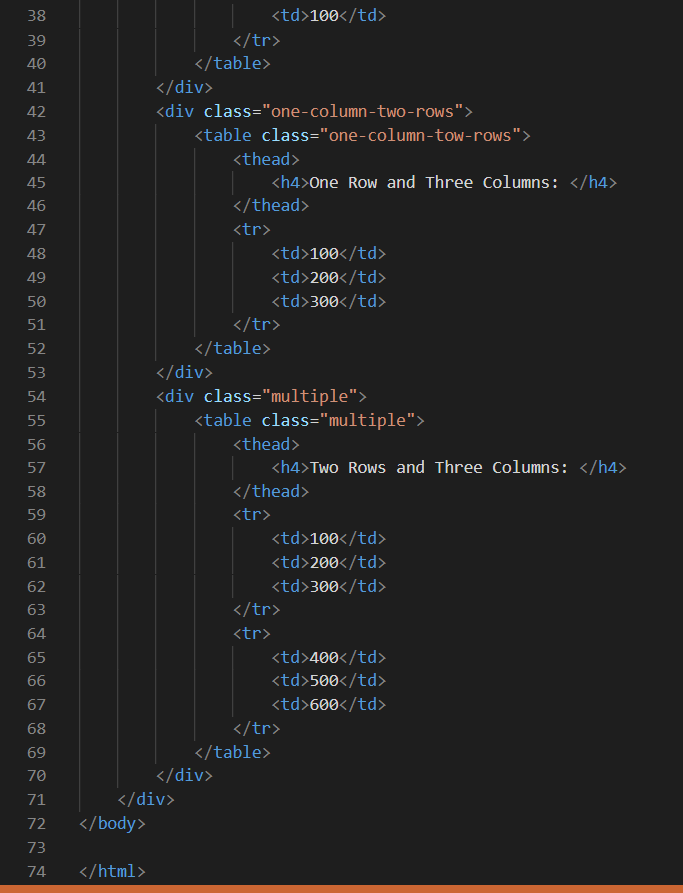 38 <td>100</td>
39 </tr>
40 </table>
41 </div>
42 <div class="one-column-two-rows">
43 <table class="one-column-tow-rows">
44 <thead>
45 <h4>One Row and Three Columns: </h4>
46 </thead>
47 <tr>
48 <td>100</td>
49 <td>200</td>
50 <td>300</td>
51 </tr>
52 </table>
53 </div>
54 <div class="multiple">
55 <table class="multiple">
56 <thead>
57 <h4>Two Rows and Three Columns: </h4>
58 </thead>
59 <tr>
60 <td>100</td>
61 <td>200</td>
62 <td>300</td>
63 </tr>
64 <tr>
65 <td>400</td>
66 <td>500</td>
67 <td>600</td>
68 </tr>
69 </table>
70 </div>
71 </div>
72 </body>
73
74 </html>